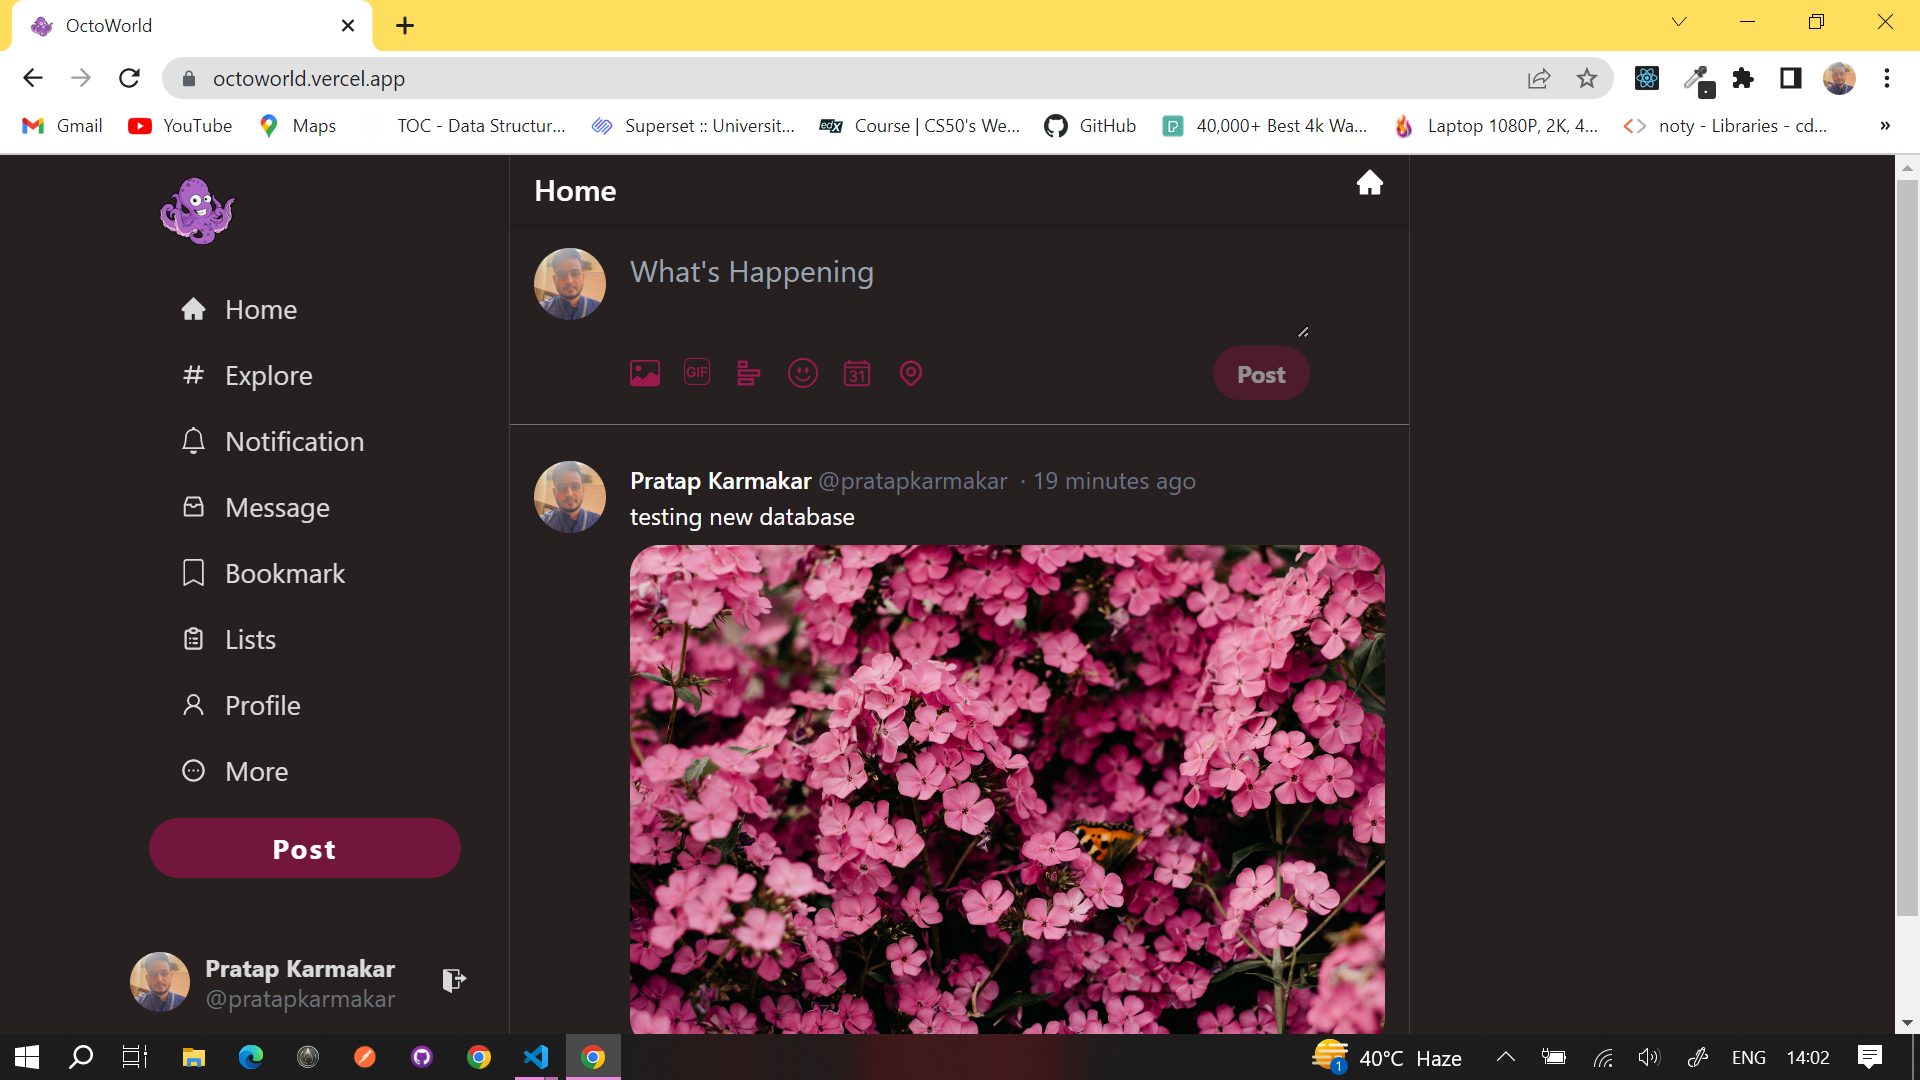 OctoWorld
octoworld.vercel.app
Gmail
YouTube
Maps
TOC - Data Structur...
Superset :: Universit...
edX
Course | CS50's We...
GitHub
40,000+ Best 4k Wa...
Laptop 1080P, 2K, 4...
noty - Libraries - cd...
»
Home
Explore
Notification
Message
Bookmark
Lists
Profile
More
Post
Pratap Karmakar
@pratapkarmakar
Home
What's Happening
GIF
31
Post
Pratap Karmakar @pratapkarmakar · 19 minutes ago
testing new database
1
40°C Haze
ENG
14:02